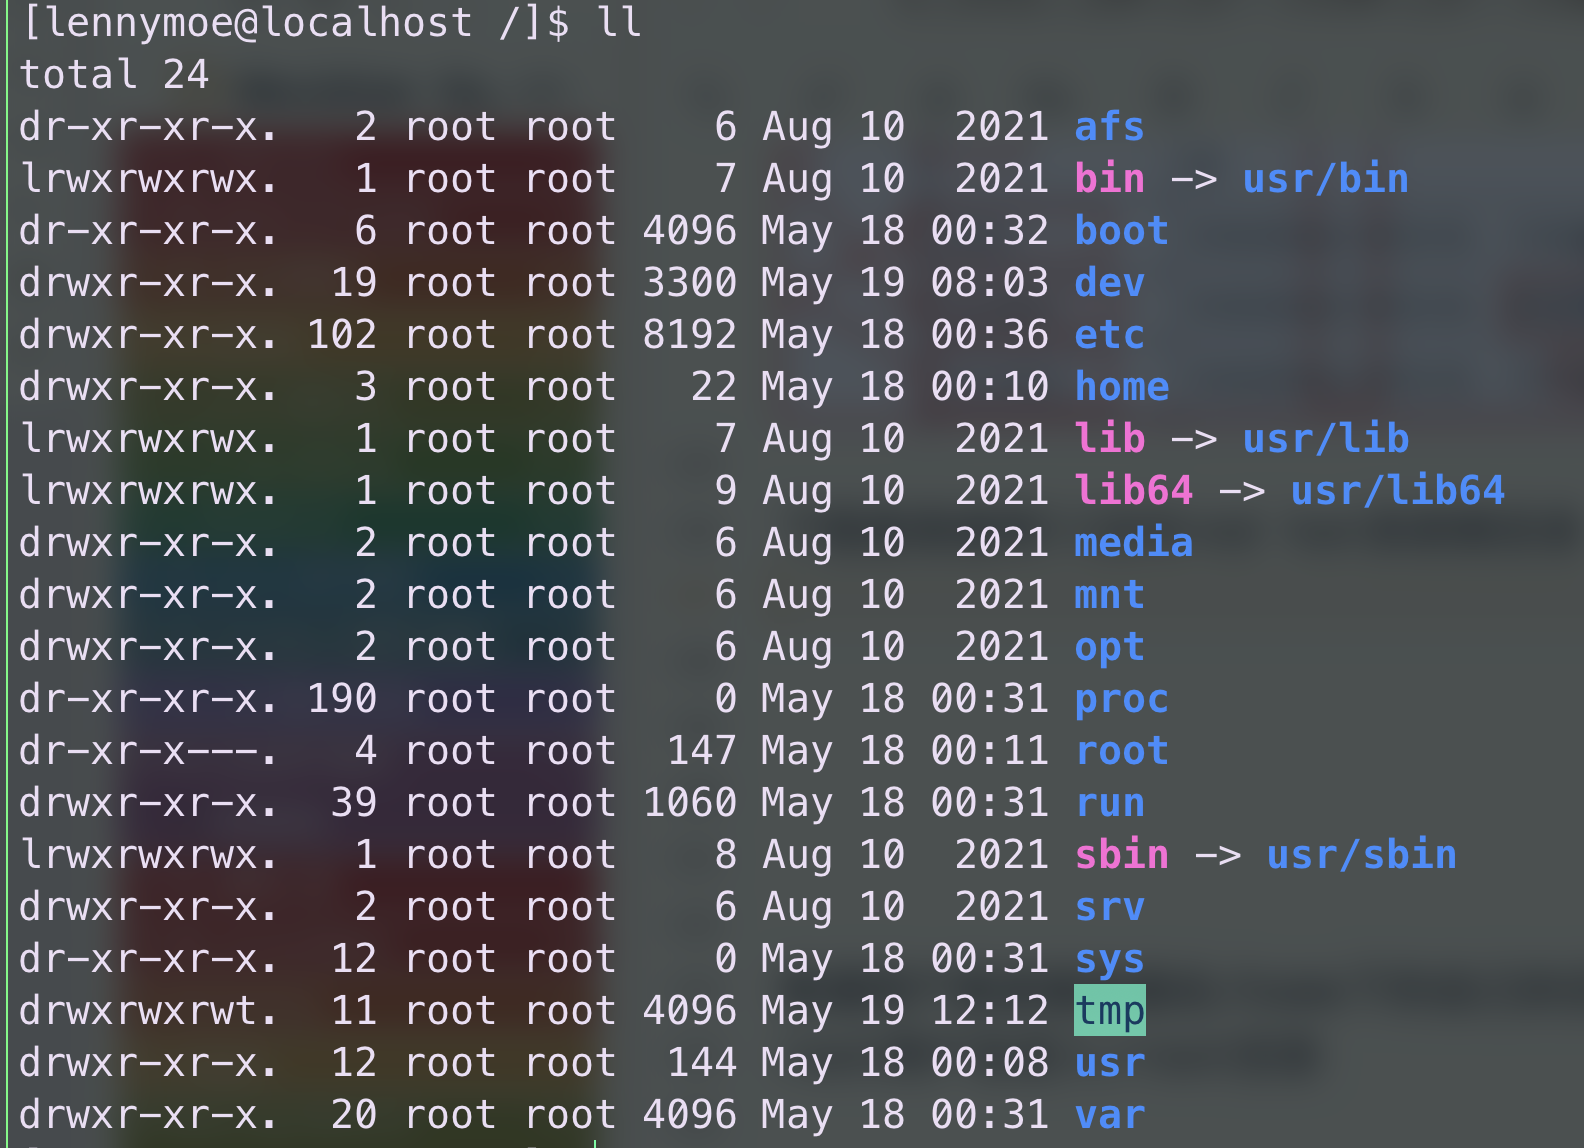 [lennymoe@localhost /]$ ll
total 24
dr-xr-xr-x.   2 root root    6 Aug 10  2021 afs
lrwxrwxrwx.   1 root root    7 Aug 10  2021 bin -> usr/bin
dr-xr-xr-x.   6 root root 4096 May 18 00:32 boot
drwxr-xr-x.  19 root root 3300 May 19 08:03 dev
drwxr-xr-x. 102 root root 8192 May 18 00:36 etc
drwxr-xr-x.   3 root root   22 May 18 00:10 home
lrwxrwxrwx.   1 root root    7 Aug 10  2021 lib -> usr/lib
lrwxrwxrwx.   1 root root    9 Aug 10  2021 lib64 -> usr/lib64
drwxr-xr-x.   2 root root    6 Aug 10  2021 media
drwxr-xr-x.   2 root root    6 Aug 10  2021 mnt
drwxr-xr-x.   2 root root    6 Aug 10  2021 opt
dr-xr-xr-x. 190 root root    0 May 18 00:31 proc
dr-xr-x---.   4 root root  147 May 18 00:11 root
drwxr-xr-x.  39 root root 1060 May 18 00:31 run
lrwxrwxrwx.   1 root root    8 Aug 10  2021 sbin -> usr/sbin
drwxr-xr-x.   2 root root    6 Aug 10  2021 srv
dr-xr-xr-x.  12 root root    0 May 18 00:31 sys
drwxrwxrwt.  11 root root 4096 May 19 12:12 tmp
drwxr-xr-x.  12 root root  144 May 18 00:08 usr
drwxr-xr-x.  20 root root 4096 May 18 00:31 var